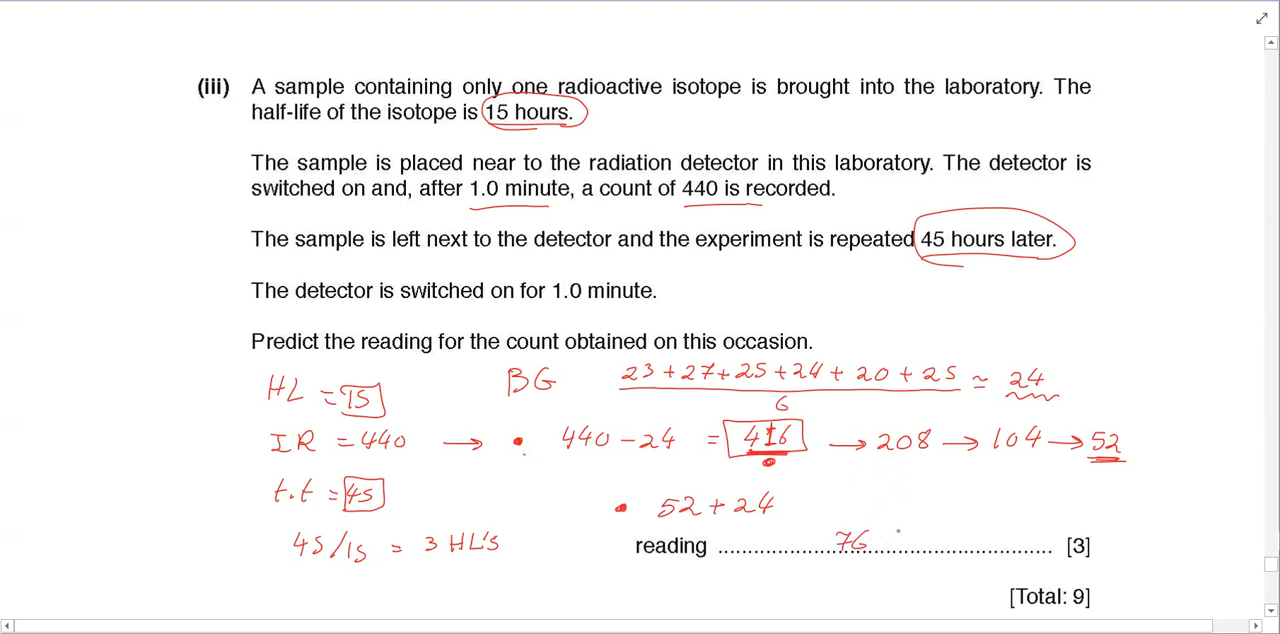 (iii) A sample containing only one radioactive isotope is brought into the laboratory. The
half-life of the isotope is 15 hours.
The sample is placed near to the radiation detector in this laboratory. The detector is
switched on and, after 1.0 minute, a count of 440 is recorded.
The sample is left next to the detector and the experiment is repeated 45 hours later.
The detector is switched on for 1.0 minute.
Predict the reading for the count obtained on this occasion.
HL = 15
BG 23+27+25+24+20+25 ≃ 24
6
IR = 440 → • 440-24 = 416 → 208 → 104 → 52
t.t = 45
• 52+24
45/15 = 3 HL's
reading ..................76.............................. [3]
[Total: 9]